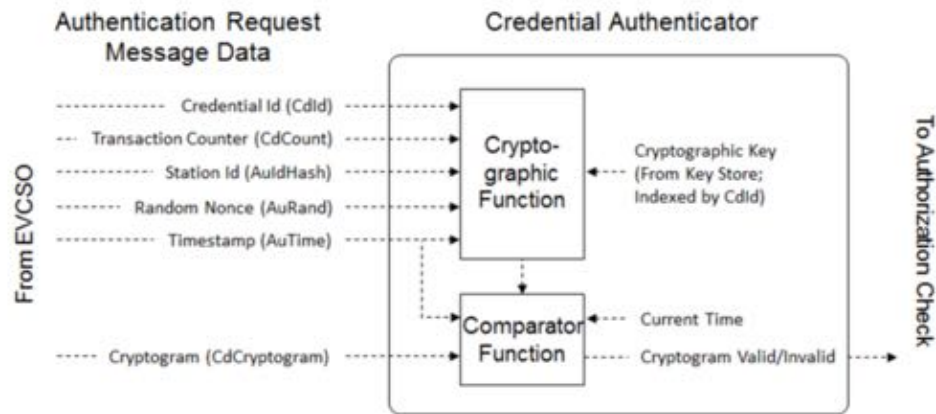 Authentication Request
Message Data
Credential Authenticator
From EVCSO
Credential Id (CdId)
Transaction Counter (CdCount)
Station Id (AuIdHash)
Random Nonce (AuRand)
Timestamp (AuTime)
Cryptogram (CdCryptogram)
Crypto-
graphic
Function
Cryptographic Key
(From Key Store;
Indexed by CdId)
Comparator
Function
Current Time
Cryptogram Valid/Invalid
To Authorization Check